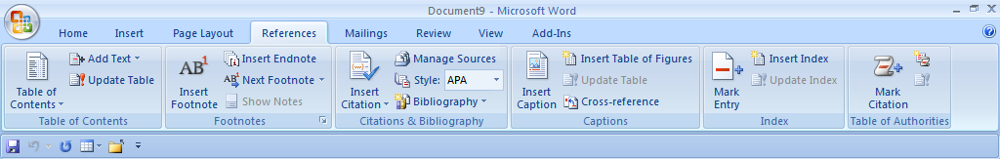 Document9 - Microsoft Word
Home Insert Page Layout References Mailings Review View Add-Ins
Table of Contents
Add Text
Update Table
Table of Contents
AB1
Insert Footnote
Insert Endnote
AB1 Next Footnote
Show Notes
Footnotes
Insert Citation
Manage Sources
Style: APA
Bibliography
Citations & Bibliography
Insert Caption
Insert Table of Figures
Update Table
Cross-reference
Captions
Mark Entry
Insert Index
Update Index
Index
Mark Citation
Table of Authorities